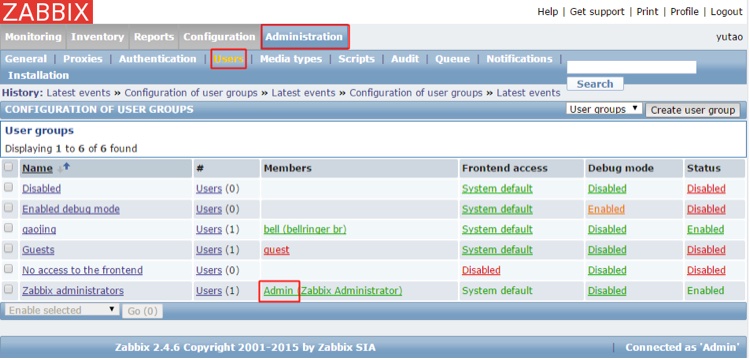 ZABBIX
Help | Get support | Print | Profile | Logout
Monitoring Inventory Reports Configuration Administration yutao
General | Proxies | Authentication | Users | Media types | Scripts | Audit | Queue | Notifications |
Installation
Search
History: Latest events » Configuration of user groups » Latest events » Configuration of user groups » Latest events
CONFIGURATION OF USER GROUPS User groups Create user group
User groups
Displaying 1 to 6 of 6 found
Name # Members Frontend access Debug mode Status
Disabled Users (0) System default Disabled Disabled
Enabled debug mode Users (0) System default Enabled Disabled
gaoling Users (1) bell (bellringer br) System default Disabled Enabled
Guests Users (1) guest System default Disabled Disabled
No access to the frontend Users (0) Disabled Disabled Disabled
Zabbix administrators Users (1) Admin (Zabbix Administrator) System default Disabled Enabled
Enable selected Go (0)
Zabbix 2.4.6 Copyright 2001-2015 by Zabbix SIA | Connected as 'Admin'